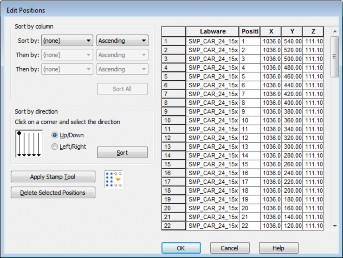 Edit Positions
Sort by column
Sort by: (none) Ascending
Then by: (none) Ascending
Then by: (none) Ascending
Sort All
Sort by direction
Click on a corner and select the direction
Up/Down
Left/Right
Sort
Apply Stamp Tool
Delete Selected Positions
Labware Positi X Y Z
1 SMP_CAR_24_15x 1 1036.0 540.00 111.10
2 SMP_CAR_24_15x 2 1036.0 520.00 111.10
3 SMP_CAR_24_15x 3 1036.0 500.00 111.10
4 SMP_CAR_24_15x 4 1036.0 480.00 111.10
5 SMP_CAR_24_15x 5 1036.0 460.00 111.10
6 SMP_CAR_24_15x 6 1036.0 440.00 111.10
7 SMP_CAR_24_15x 7 1036.0 420.00 111.10
8 SMP_CAR_24_15x 8 1036.0 400.00 111.10
9 SMP_CAR_24_15x 9 1036.0 380.00 111.10
10 SMP_CAR_24_15x 10 1036.0 360.00 111.10
11 SMP_CAR_24_15x 11 1036.0 340.00 111.10
12 SMP_CAR_24_15x 12 1036.0 320.00 111.10
13 SMP_CAR_24_15x 13 1036.0 300.00 111.10
14 SMP_CAR_24_15x 14 1036.0 280.00 111.10
15 SMP_CAR_24_15x 15 1036.0 260.00 111.10
16 SMP_CAR_24_15x 16 1036.0 240.00 111.10
17 SMP_CAR_24_15x 17 1036.0 220.00 111.10
18 SMP_CAR_24_15x 18 1036.0 200.00 111.10
19 SMP_CAR_24_15x 19 1036.0 180.00 111.10
20 SMP_CAR_24_15x 20 1036.0 160.00 111.10
21 SMP_CAR_24_15x 21 1036.0 140.00 111.10
22 SMP_CAR_24_15x 22 1036.0 120.00 111.10
OK Cancel Help